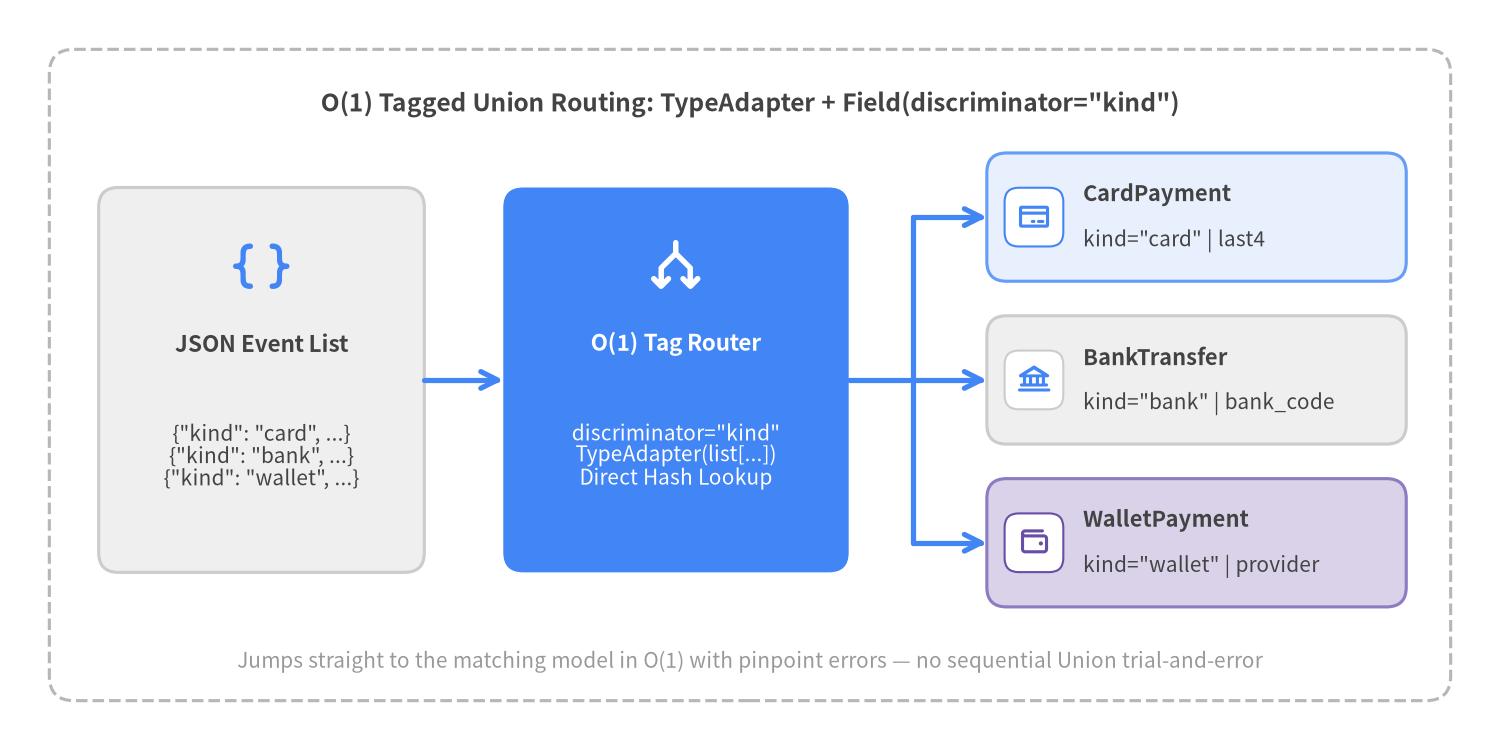 O(1) Tagged Union Routing: TypeAdapter + Field(discriminator="kind")
{ }
JSON Event List
{"kind": "card", ...}
{"kind": "bank", ...}
{"kind": "wallet", ...}
O(1) Tag Router
discriminator="kind"
TypeAdapter(list[...])
Direct Hash Lookup
CardPayment
kind="card" | last4
BankTransfer
kind="bank" | bank_code
WalletPayment
kind="wallet" | provider
Jumps straight to the matching model in O(1) with pinpoint errors — no sequential Union trial-and-error